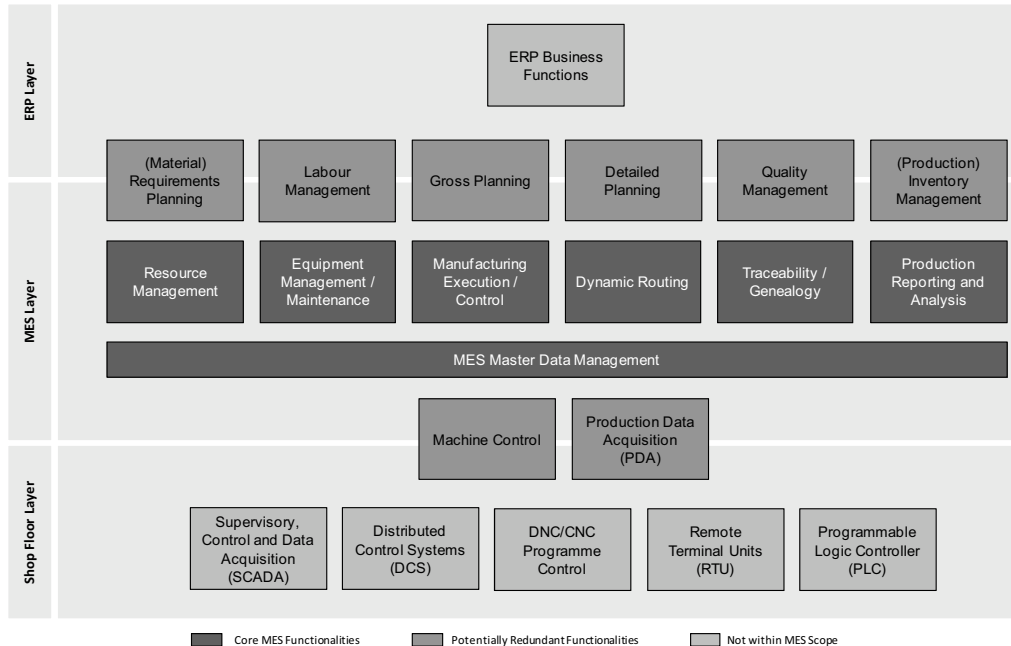 ERP Layer
ERP Business
Functions
(Material)
Requirements
Planning
Labour
Management
Gross Planning
Detailed
Planning
Quality
Management
(Production)
Inventory
Management
MES Layer
Resource
Management
Equipment
Management /
Maintenance
Manufacturing
Execution /
Control
Dynamic Routing
Traceability /
Genealogy
Production
Reporting and
Analysis
MES Master Data Management
Machine Control
Production Data
Acquisition
(PDA)
Shop Floor Layer
Supervisory,
Control and Data
Acquisition
(SCADA)
Distributed
Control Systems
(DCS)
DNC/CNC
Programme
Control
Remote
Terminal Units
(RTU)
Programmable
Logic Controller
(PLC)
Core MES Functionalities
Potentially Redundant Functionalities
Not within MES Scope